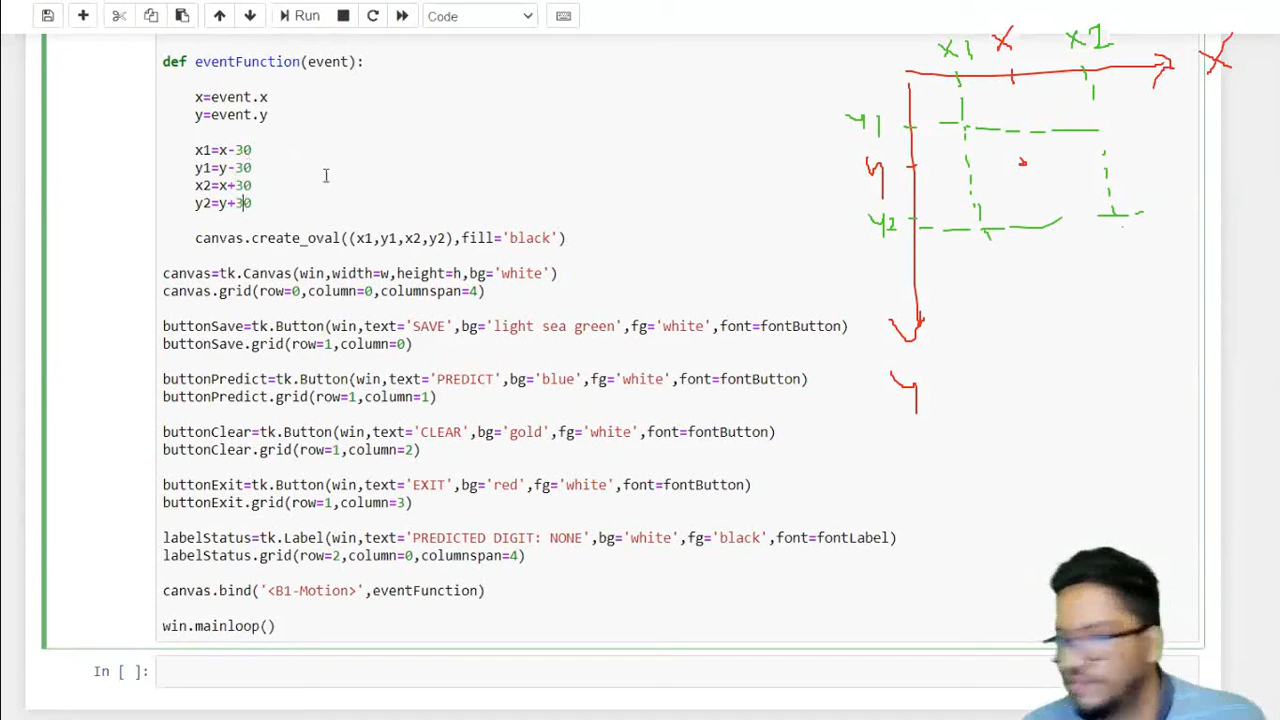 Run
Code
def eventFunction(event):
x=event.x
y=event.y
x1=x-30
y1=y-30
x2=x+30
y2=y+30
canvas.create_oval((x1,y1,x2,y2),fill='black')
canvas=tk.Canvas(win,width=w,height=h,bg='white')
canvas.grid(row=0,column=0,columnspan=4)
buttonSave=tk.Button(win,text='SAVE',bg='light sea green',fg='white',font=fontButton)
buttonSave.grid(row=1,column=0)
buttonPredict=tk.Button(win,text='PREDICT',bg='blue',fg='white',font=fontButton)
buttonPredict.grid(row=1,column=1)
buttonClear=tk.Button(win,text='CLEAR',bg='gold',fg='white',font=fontButton)
buttonClear.grid(row=1,column=2)
buttonExit=tk.Button(win,text='EXIT',bg='red',fg='white',font=fontButton)
buttonExit.grid(row=1,column=3)
labelStatus=tk.Label(win,text='PREDICTED DIGIT: NONE',bg='white',fg='black',font=fontLabel)
labelStatus.grid(row=2,column=0,columnspan=4)
canvas.bind('<B1-Motion>',eventFunction)
win.mainloop()
In [ ]:
x1 x x2 X
y1
y
y2
y